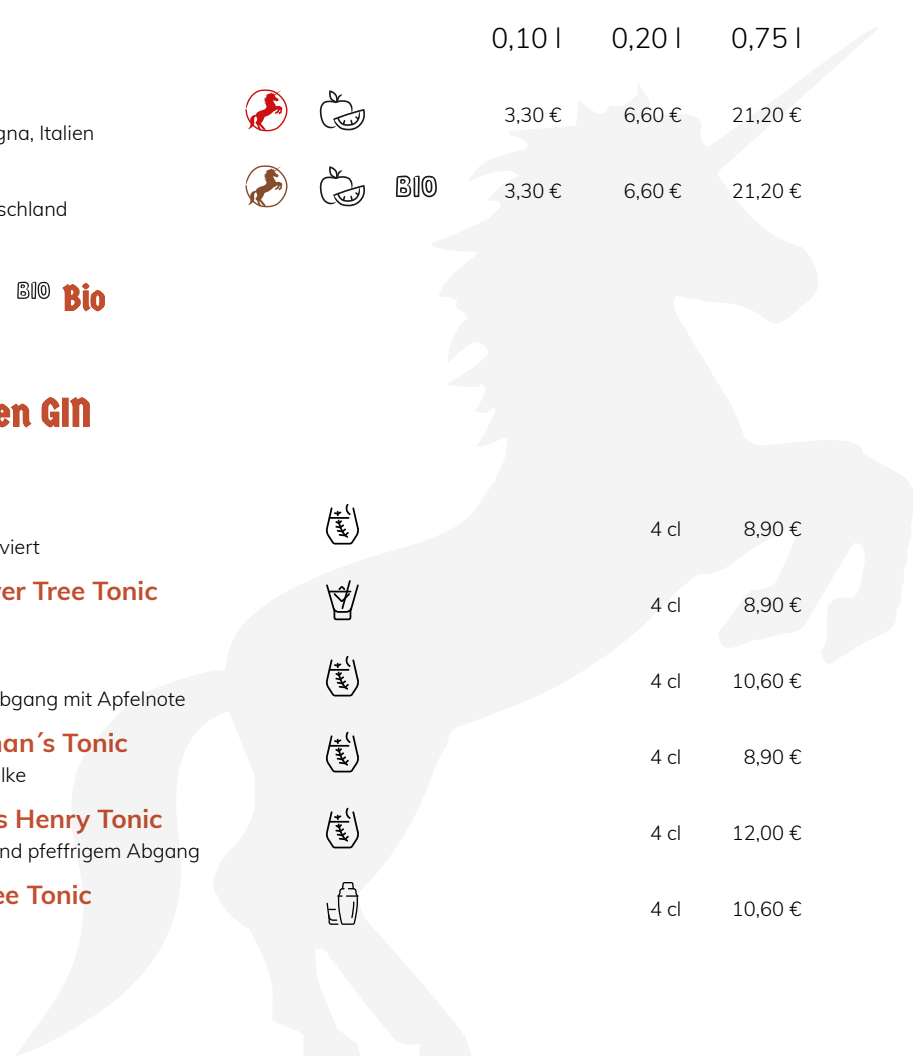 0,10 l 0,20 l 0,75 l
3,30 € 6,60 € 21,20 €
gna, Italien
BIO 3,30 € 6,60 € 21,20 €
schland
BIO Bio
en GIN
4 cl 8,90 €
viert
er Tree Tonic
4 cl 8,90 €
4 cl 10,60 €
bgang mit Apfelnote
nan´s Tonic
4 cl 8,90 €
lke
s Henry Tonic
4 cl 12,00 €
nd pfeffrigem Abgang
ee Tonic
4 cl 10,60 €